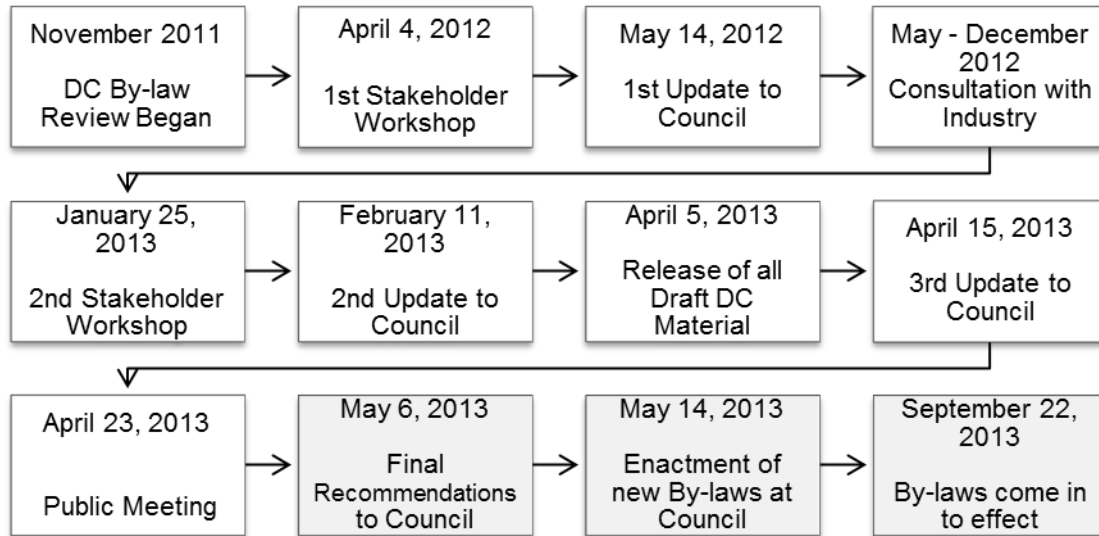 November 2011
DC By-law
Review Began
April 4, 2012
1st Stakeholder
Workshop
May 14, 2012
1st Update to
Council
May - December
2012
Consultation with
Industry
January 25,
2013
2nd Stakeholder
Workshop
February 11,
2013
2nd Update to
Council
April 5, 2013
Release of all
Draft DC
Material
April 15, 2013
3rd Update to
Council
April 23, 2013
Public Meeting
May 6, 2013
Final
Recommendations
to Council
May 14, 2013
Enactment of
new By-laws at
Council
September 22,
2013
By-laws come in
to effect